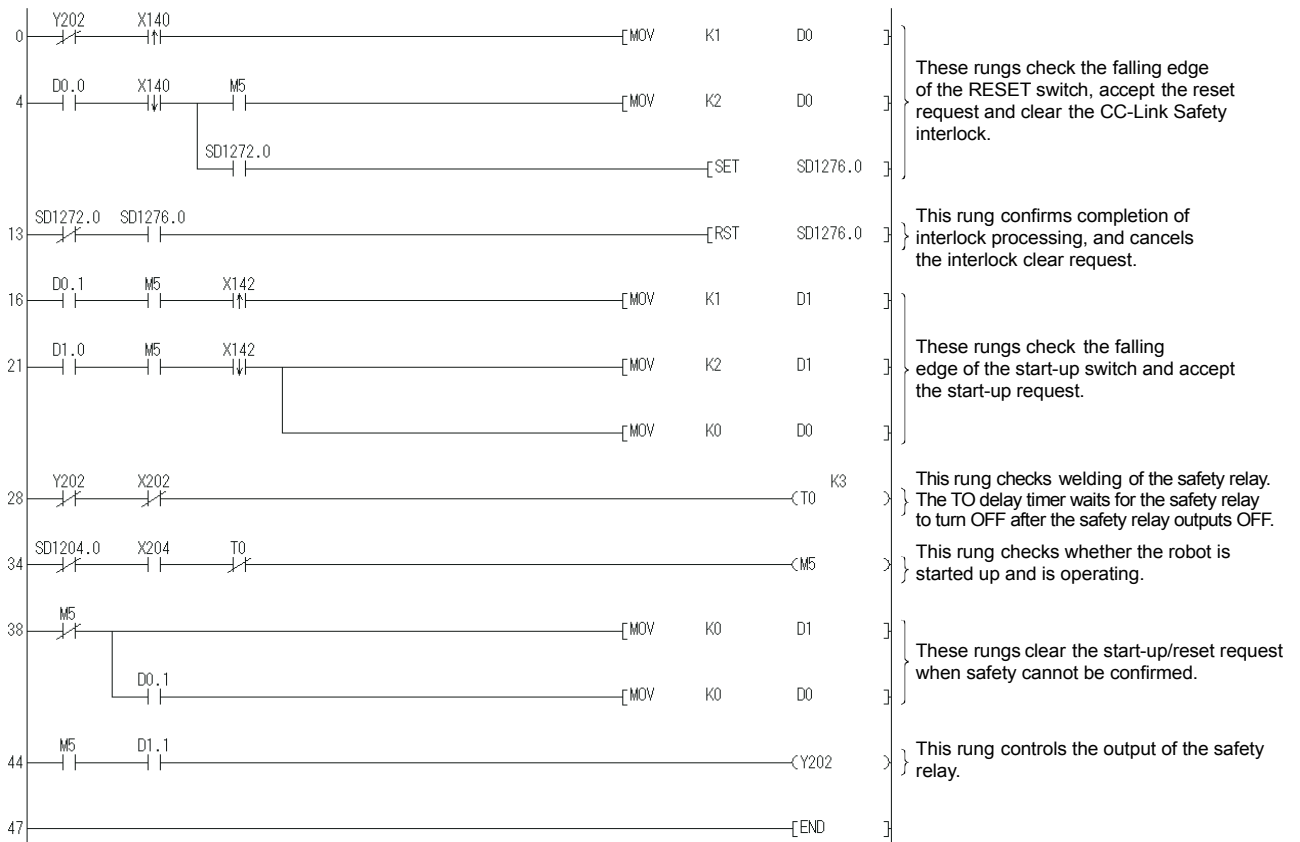 Y202 X140
0 [MOV K1 D0 ]
D0.0 X140 M5
4 [MOV K2 D0 ]
SD1272.0
[SET SD1276.0 ]
These rungs check the falling edge
of the RESET switch, accept the reset
request and clear the CC-Link Safety
interlock.
SD1272.0 SD1276.0
13 [RST SD1276.0 ]
This rung confirms completion of
interlock processing, and cancels
the interlock clear request.
D0.1 M5 X142
16 [MOV K1 D1 ]
D1.0 M5 X142
21 [MOV K2 D1 ]
[MOV K0 D0 ]
These rungs check the falling
edge of the start-up switch and accept
the start-up request.
Y202 X202 K3
28 (T0 )
This rung checks welding of the safety relay.
The TO delay timer waits for the safety relay
to turn OFF after the safety relay outputs OFF.
SD1204.0 X204 T0
34 (M5 )
This rung checks whether the robot is
started up and is operating.
M5
38 [MOV K0 D1 ]
D0.1
[MOV K0 D0 ]
These rungs clear the start-up/reset request
when safety cannot be confirmed.
M5 D1.1
44 (Y202 )
This rung controls the output of the safety
relay.
47 [END ]